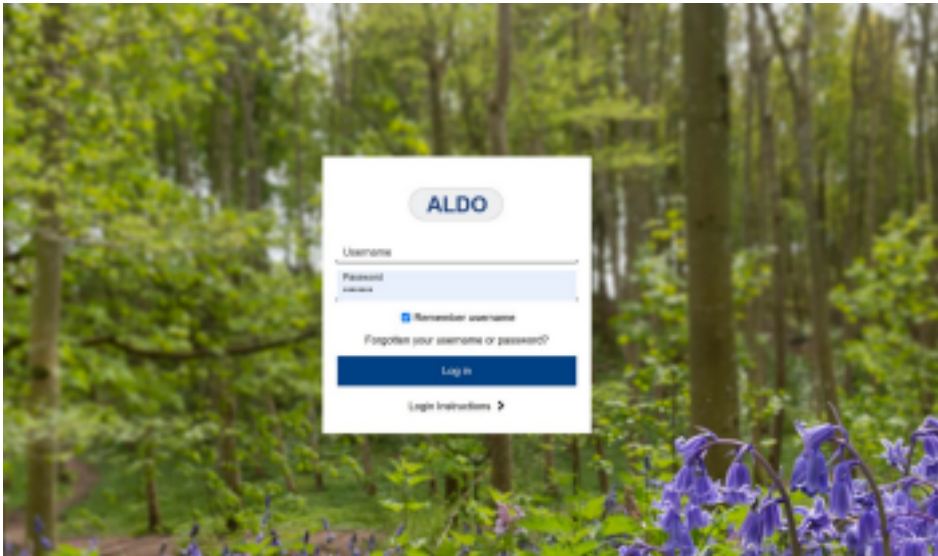 ALDO
Username
Password
Remember username
Forgotten your username or password?
Log in
Login Instructions